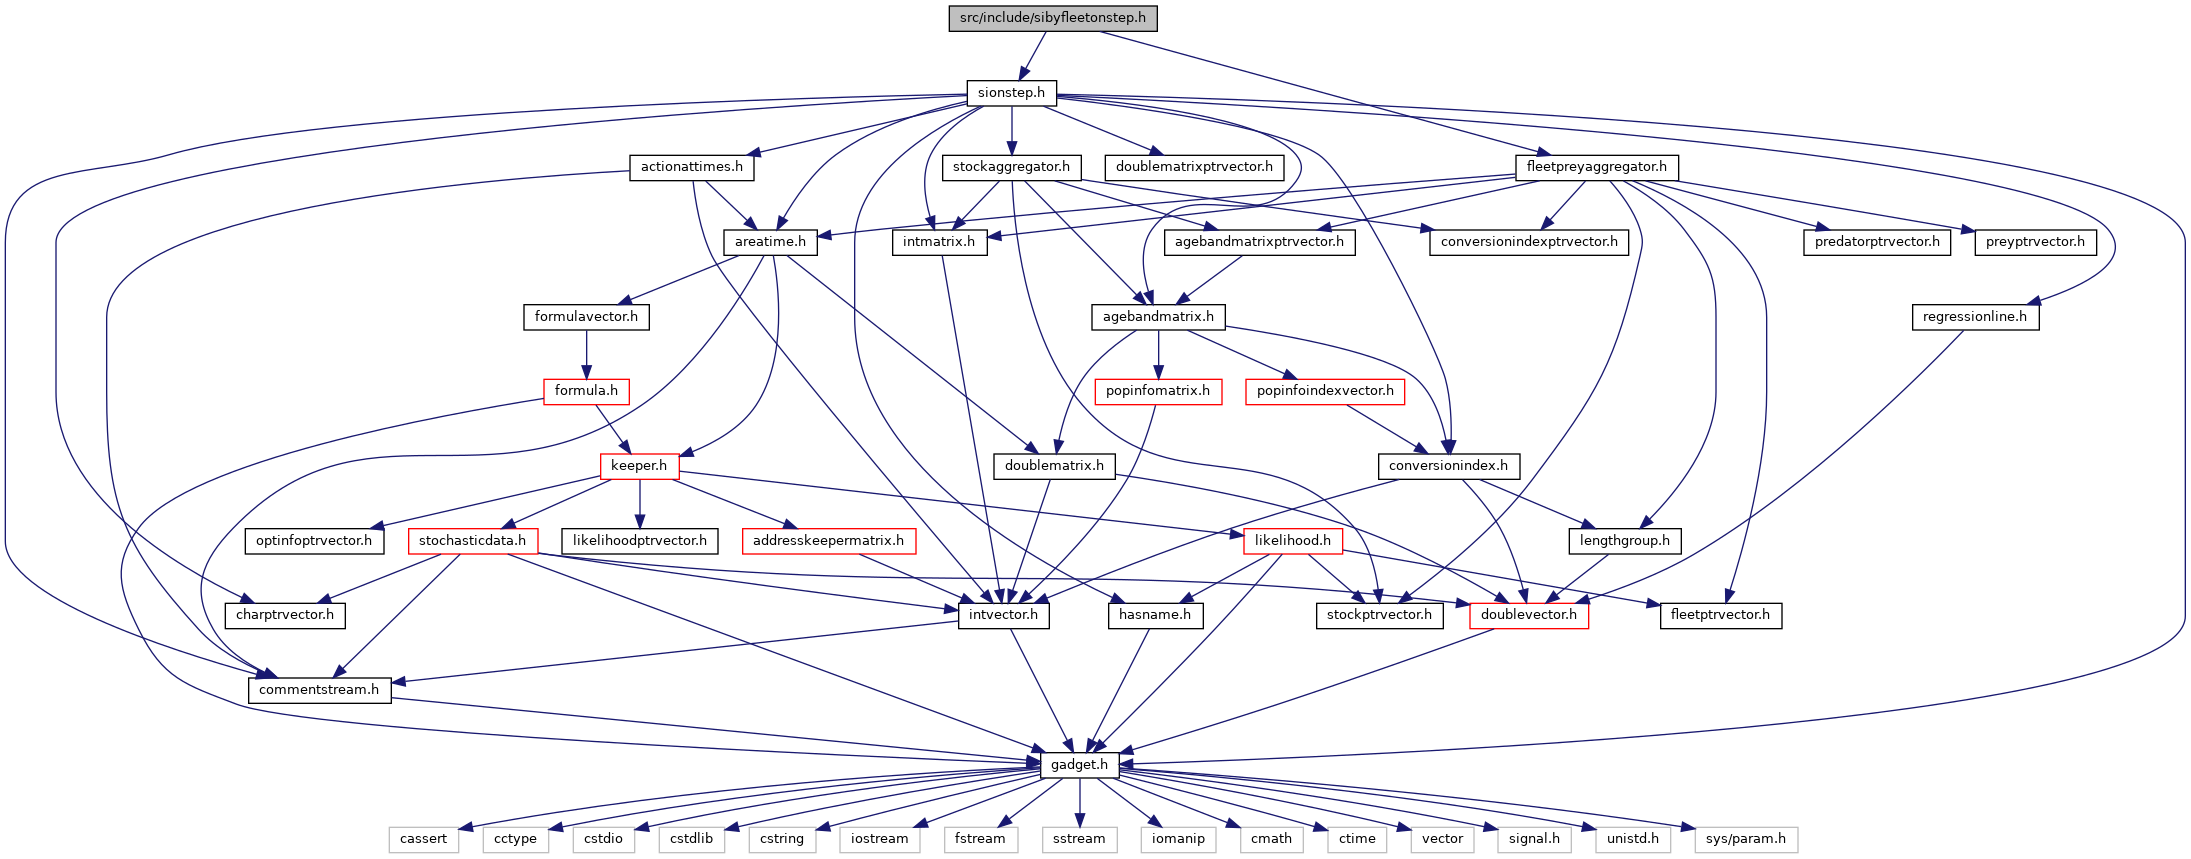 src/include/sibyfleetonstep.h
sionstep.h
actionattimes.h
stockaggregator.h
doublematrixptrvector.h
fleetpreyaggregator.h
areatime.h
intmatrix.h
agebandmatrixptrvector.h
conversionindexptrvector.h
predatorptrvector.h
preyptrvector.h
formulavector.h
agebandmatrix.h
regressionline.h
formula.h
popinfomatrix.h
popinfoindexvector.h
keeper.h
doublematrix.h
conversionindex.h
optinfoptrvector.h
stochasticdata.h
likelihoodptrvector.h
addresskeepermatrix.h
likelihood.h
lengthgroup.h
charptrvector.h
intvector.h
hasname.h
stockptrvector.h
doublevector.h
fleetptrvector.h
commentstream.h
gadget.h
cassert
cctype
cstdio
cstdlib
cstring
iostream
fstream
sstream
iomanip
cmath
ctime
vector
signal.h
unistd.h
sys/param.h